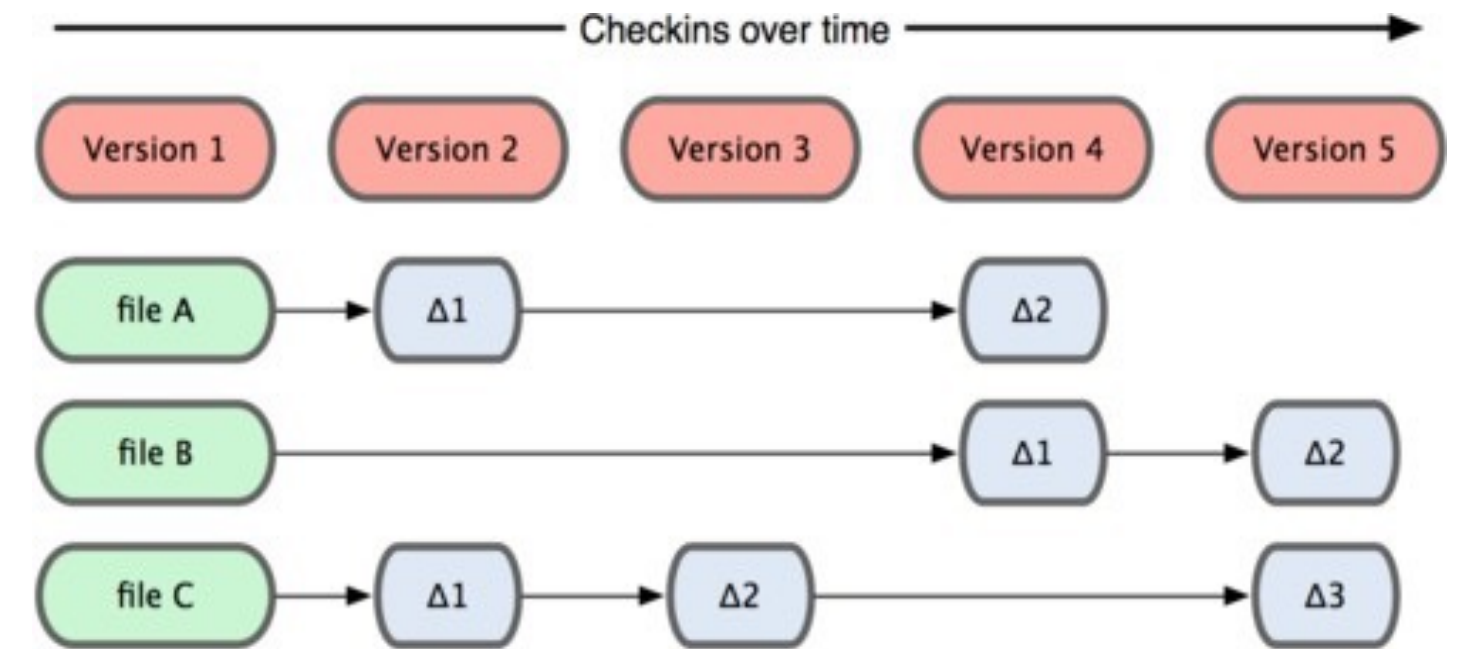 Checkins over time
Version 1 Version 2 Version 3 Version 4 Version 5
file A Δ1 Δ2
file B Δ1 Δ2
file C Δ1 Δ2 Δ3